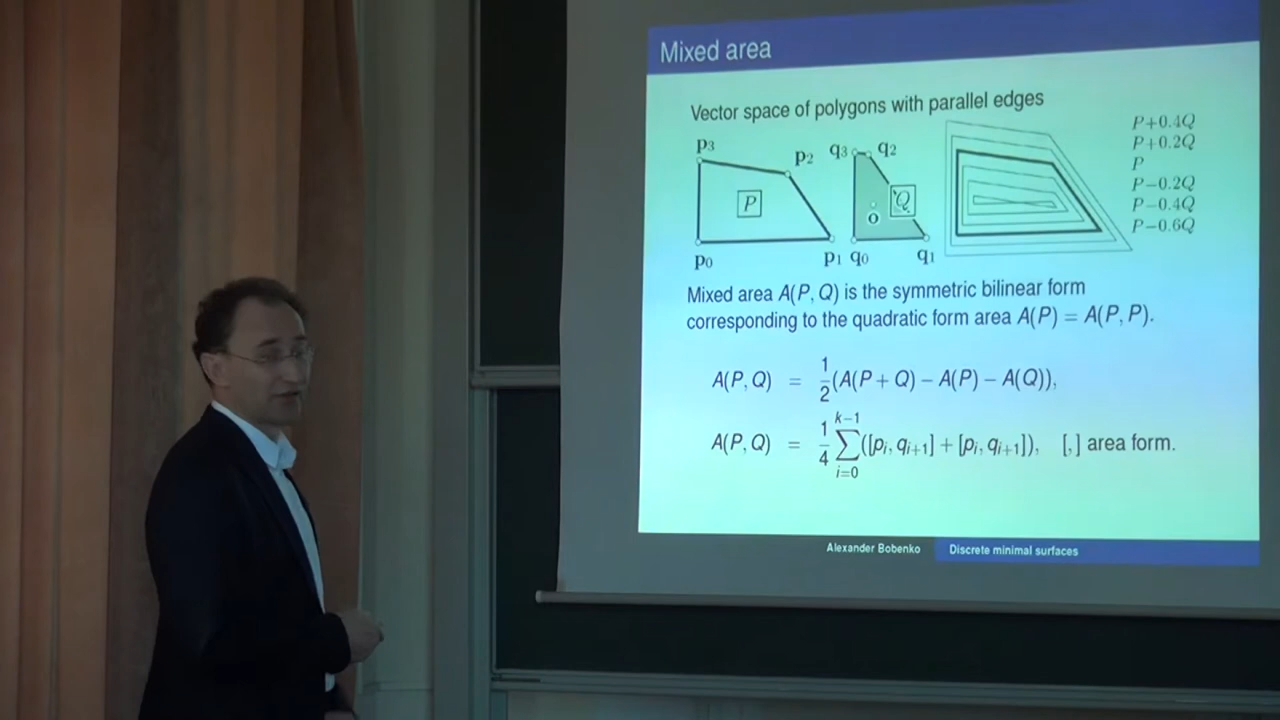 Mixed area
Vector space of polygons with parallel edges
p3
p2
P
p0
p1
q3
q2
Q
o
q0
q1
P+0.4Q
P+0.2Q
P
P−0.2Q
P−0.4Q
P−0.6Q
Mixed area A(P, Q) is the symmetric bilinear form
corresponding to the quadratic form area A(P) = A(P, P).
A(P, Q) = 1/2 (A(P + Q) − A(P) − A(Q)),
A(P, Q) = 1/4 ∑_{i=0}^{k−1} ([p_i, q_{i+1}] + [p_i, q_{i+1}]), [,] area form.
Alexander Bobenko Discrete minimal surfaces